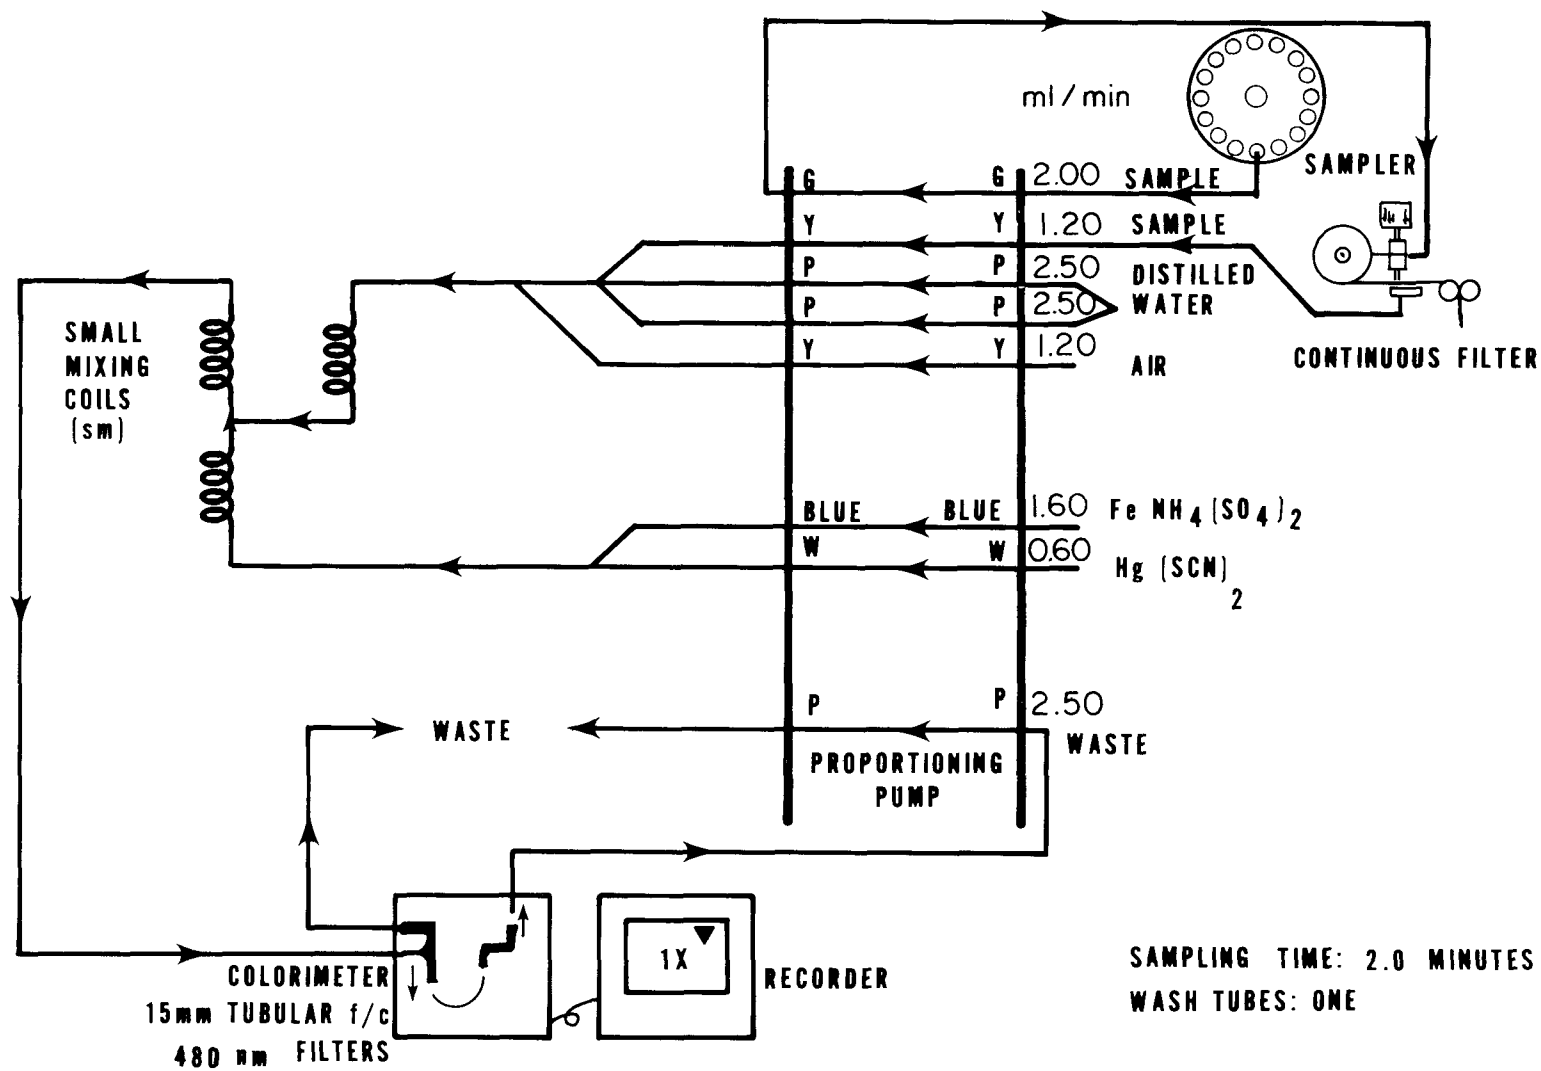 ml/min
SAMPLER
G G 2.00 SAMPLE
Y Y 1.20 SAMPLE
P P 2.50 DISTILLED
P P 2.50 WATER
Y Y 1.20 AIR
CONTINUOUS FILTER
SMALL
MIXING
COILS
(sm)
BLUE BLUE 1.60 Fe NH4(SO4)2
W W 0.60 Hg (SCN)2
P P 2.50
WASTE
WASTE
PROPORTIONING
PUMP
1X
RECORDER
COLORIMETER
15mm TUBULAR f/c
480 nm FILTERS
SAMPLING TIME: 2.0 MINUTES
WASH TUBES: ONE